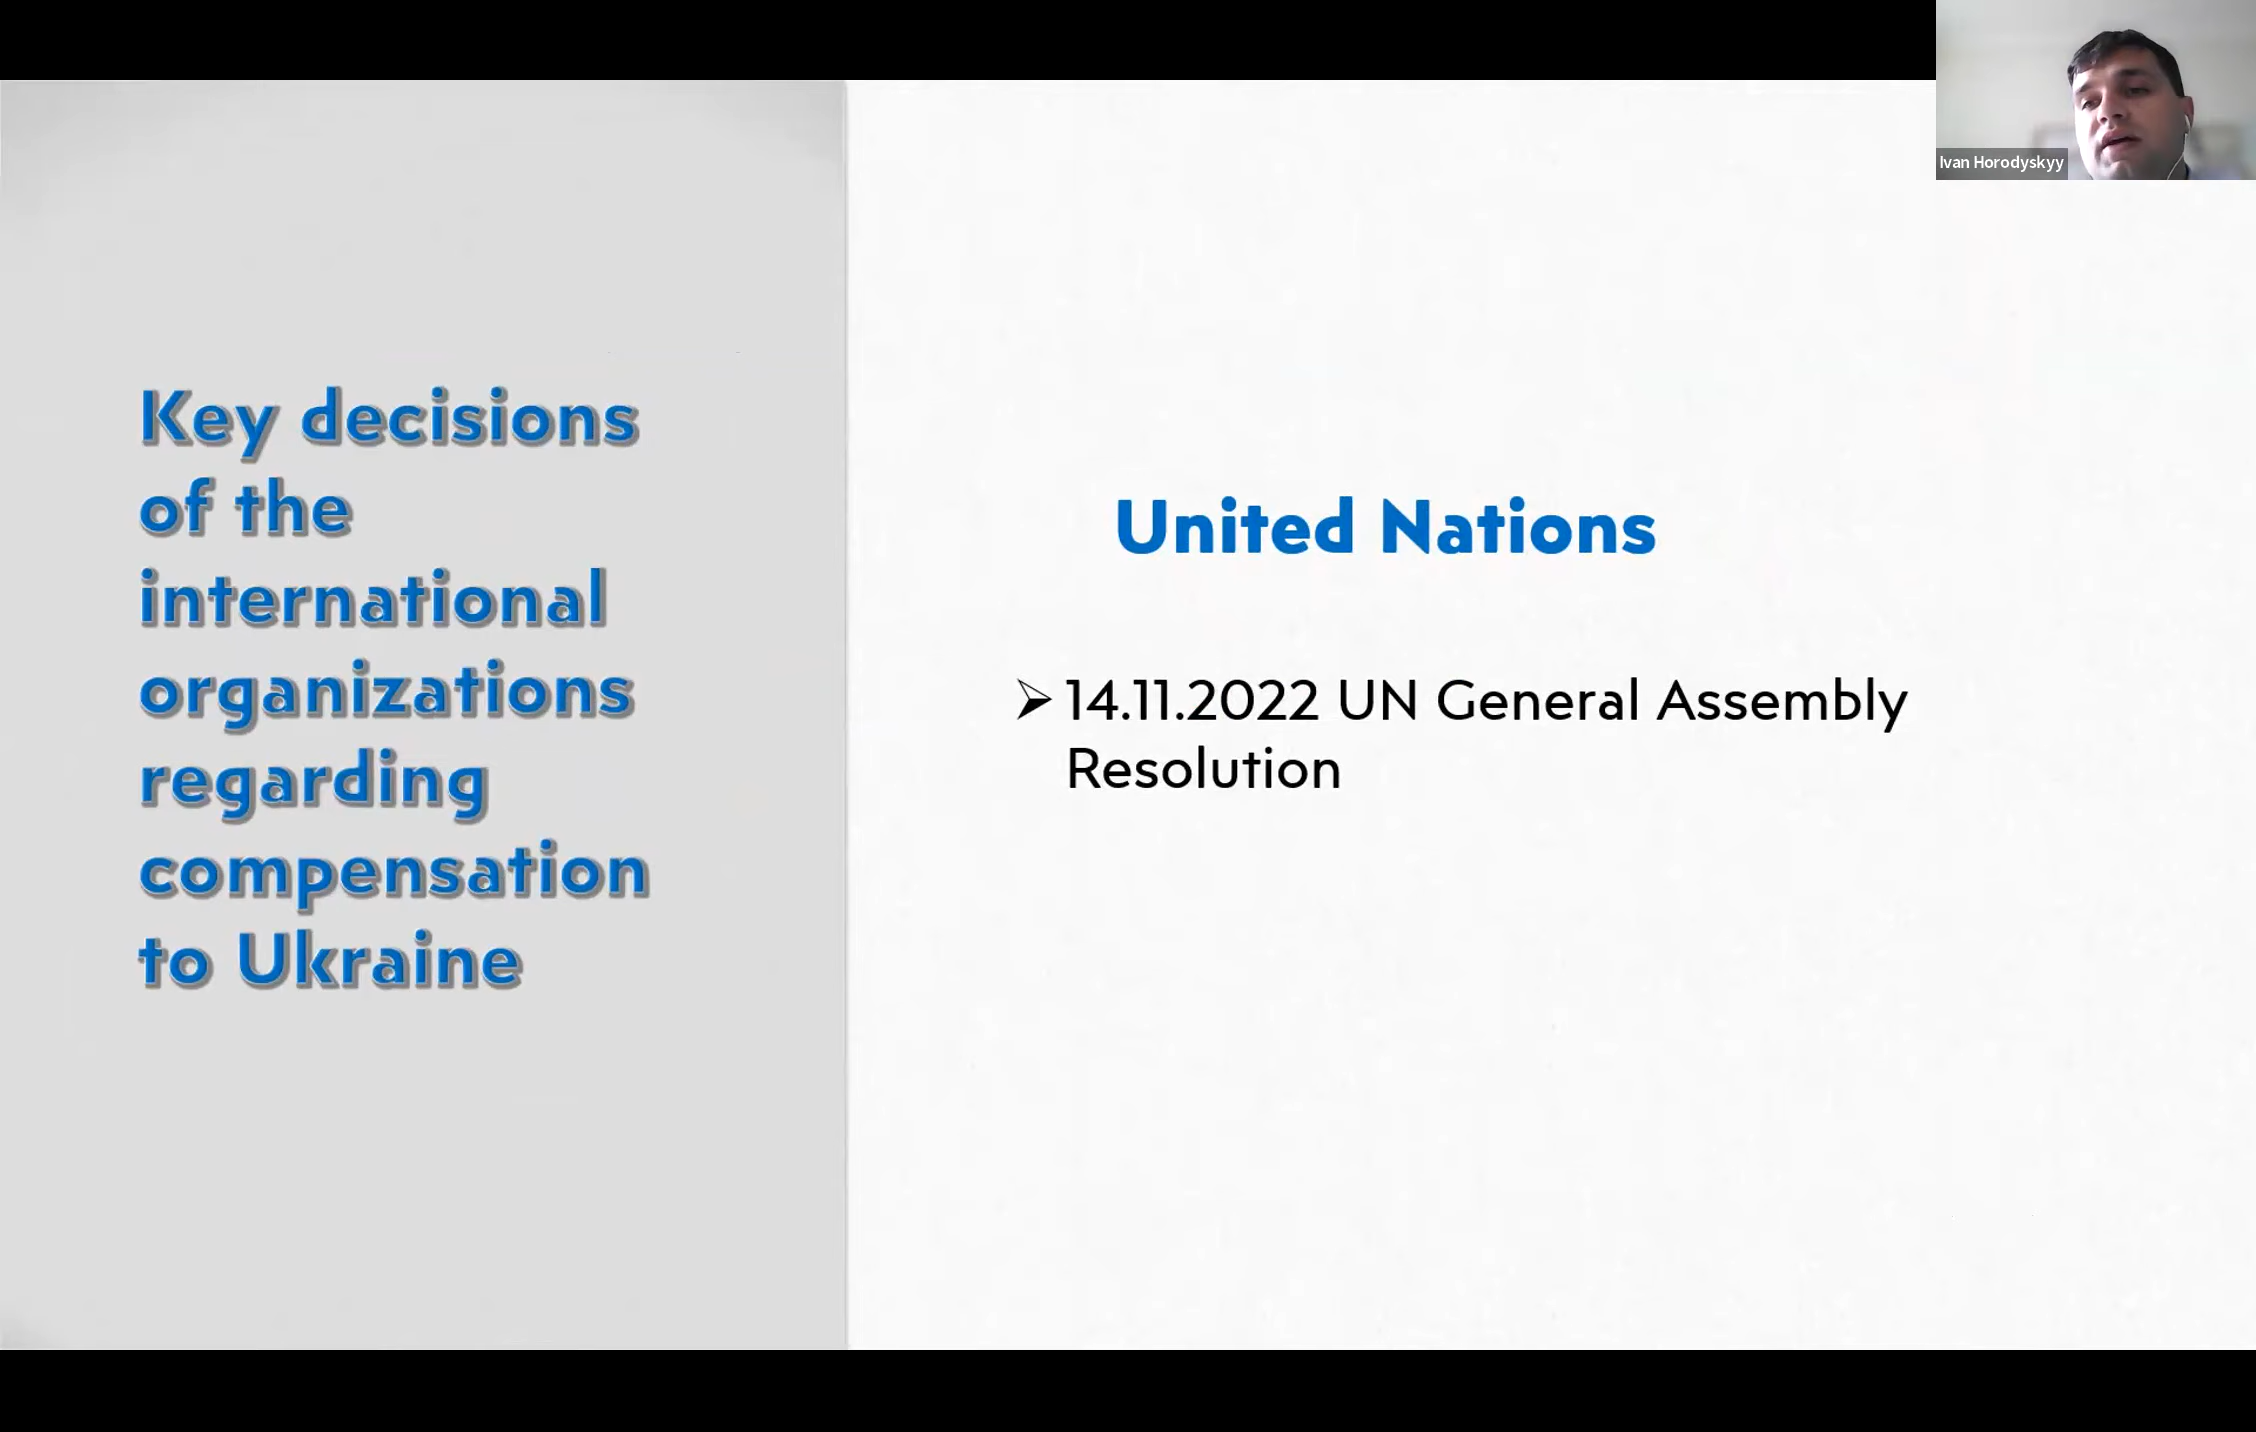 Ivan Horodyskyy
Key decisions
of the
international
organizations
regarding
compensation
to Ukraine
United Nations
➢ 14.11.2022 UN General Assembly
Resolution